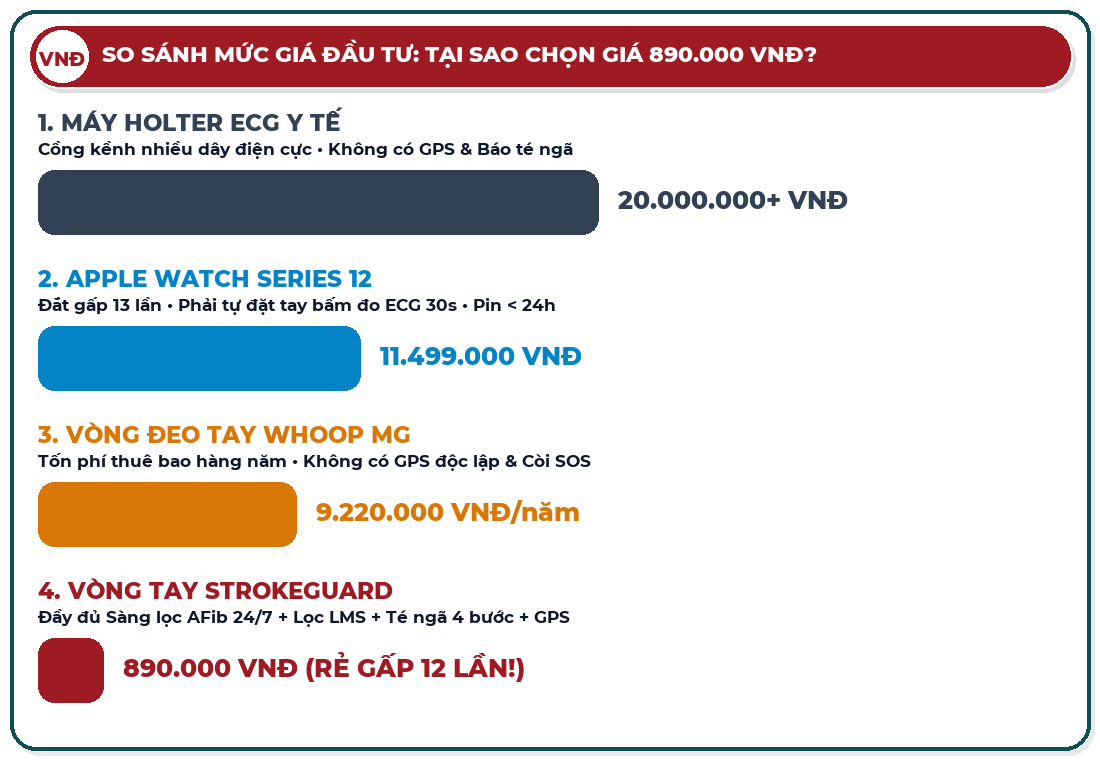 VNĐ
SO SÁNH MỨC GIÁ ĐẦU TƯ: TẠI SAO CHỌN GIÁ 890.000 VNĐ?
1. MÁY HOLTER ECG Y TẾ
Cồng kềnh nhiều dây điện cực • Không có GPS & Báo té ngã
20.000.000+ VNĐ
2. APPLE WATCH SERIES 12
Đắt gấp 13 lần • Phải tự đặt tay bấm đo ECG 30s • Pin < 24h
11.499.000 VNĐ
3. VÒNG ĐEO TAY WHOOP MG
Tốn phí thuê bao hàng năm • Không có GPS độc lập & Còi SOS
9.220.000 VNĐ/năm
4. VÒNG TAY STROKEGUARD
Đầy đủ Sàng lọc AFib 24/7 + Lọc LMS + Té ngã 4 bước + GPS
890.000 VNĐ (RẺ GẤP 12 LẦN!)